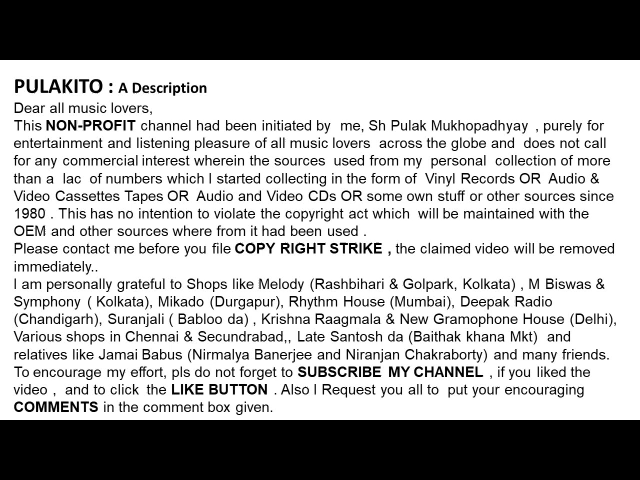 PULAKITO : A Description
Dear all music lovers,
This NON-PROFIT channel had been initiated by me, Sh Pulak Mukhopadhyay , purely for
entertainment and listening pleasure of all music lovers across the globe and does not call
for any commercial interest wherein the sources used from my personal collection of more
than a lac of numbers which I started collecting in the form of Vinyl Records OR Audio &
Video Cassettes Tapes OR Audio and Video CDs OR some own stuff or other sources since
1980 . This has no intention to violate the copyright act which will be maintained with the
OEM and other sources where from it had been used .
Please contact me before you file COPY RIGHT STRIKE , the claimed video will be removed
immediately..
I am personally grateful to Shops like Melody (Rashbihari & Golpark, Kolkata) , M Biswas &
Symphony ( Kolkata), Mikado (Durgapur), Rhythm House (Mumbai), Deepak Radio
(Chandigarh), Suranjali ( Babloo da) , Krishna Raagmala & New Gramophone House (Delhi),
Various shops in Chennai & Secundrabad,, Late Santosh da (Baithak khana Mkt) and
relatives like Jamai Babus (Nirmalya Banerjee and Niranjan Chakraborty) and many friends.
To encourage my effort, pls do not forget to SUBSCRIBE MY CHANNEL , if you liked the
video , and to click the LIKE BUTTON . Also I Request you all to put your encouraging
COMMENTS in the comment box given.